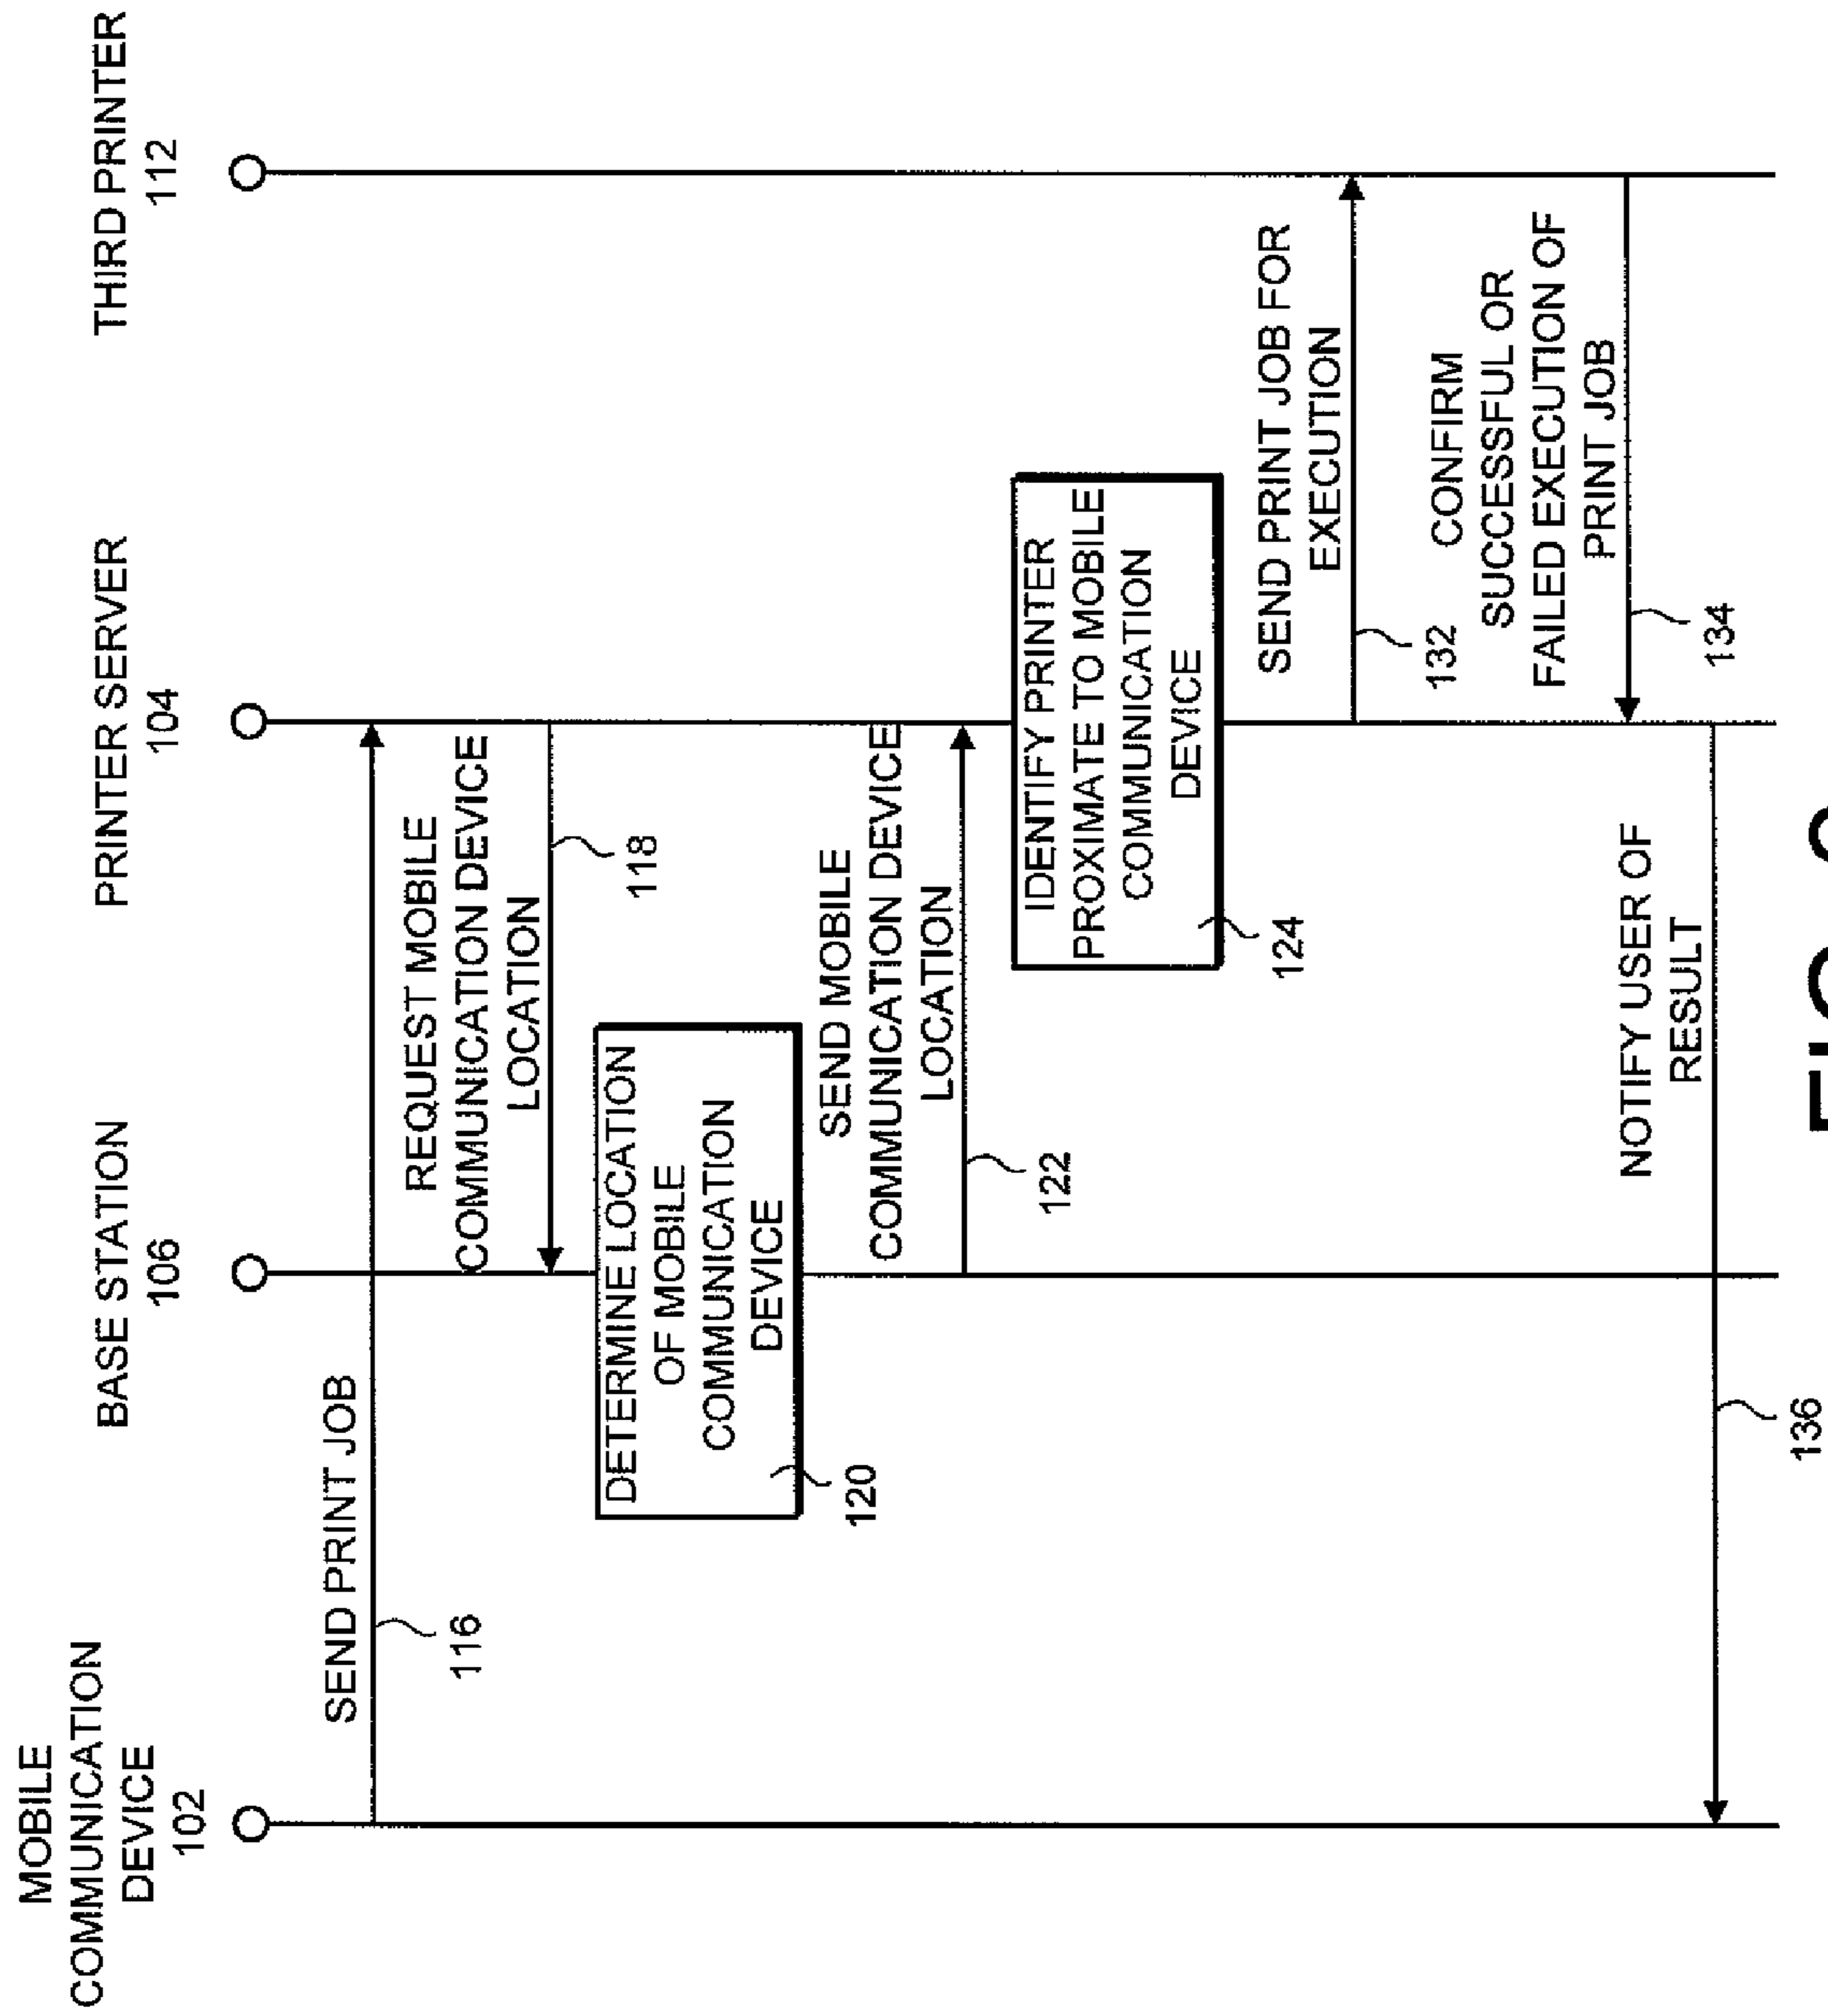 MOBILE
COMMUNICATION
DEVICE
102
BASE STATION
106
PRINTER SERVER
104
THIRD PRINTER
112
SEND PRINT JOB
116
REQUEST MOBILE
COMMUNICATION DEVICE
LOCATION
118
DETERMINE LOCATION
OF MOBILE
COMMUNICATION
DEVICE
120
SEND MOBILE
COMMUNICATION DEVICE
LOCATION
122
IDENTIFY PRINTER
PROXIMATE TO MOBILE
COMMUNICATION
DEVICE
124
SEND PRINT JOB FOR
EXECUTION
132
CONFIRM
SUCCESSFUL OR
FAILED EXECUTION OF
PRINT JOB
134
NOTIFY USER OF
RESULT
136